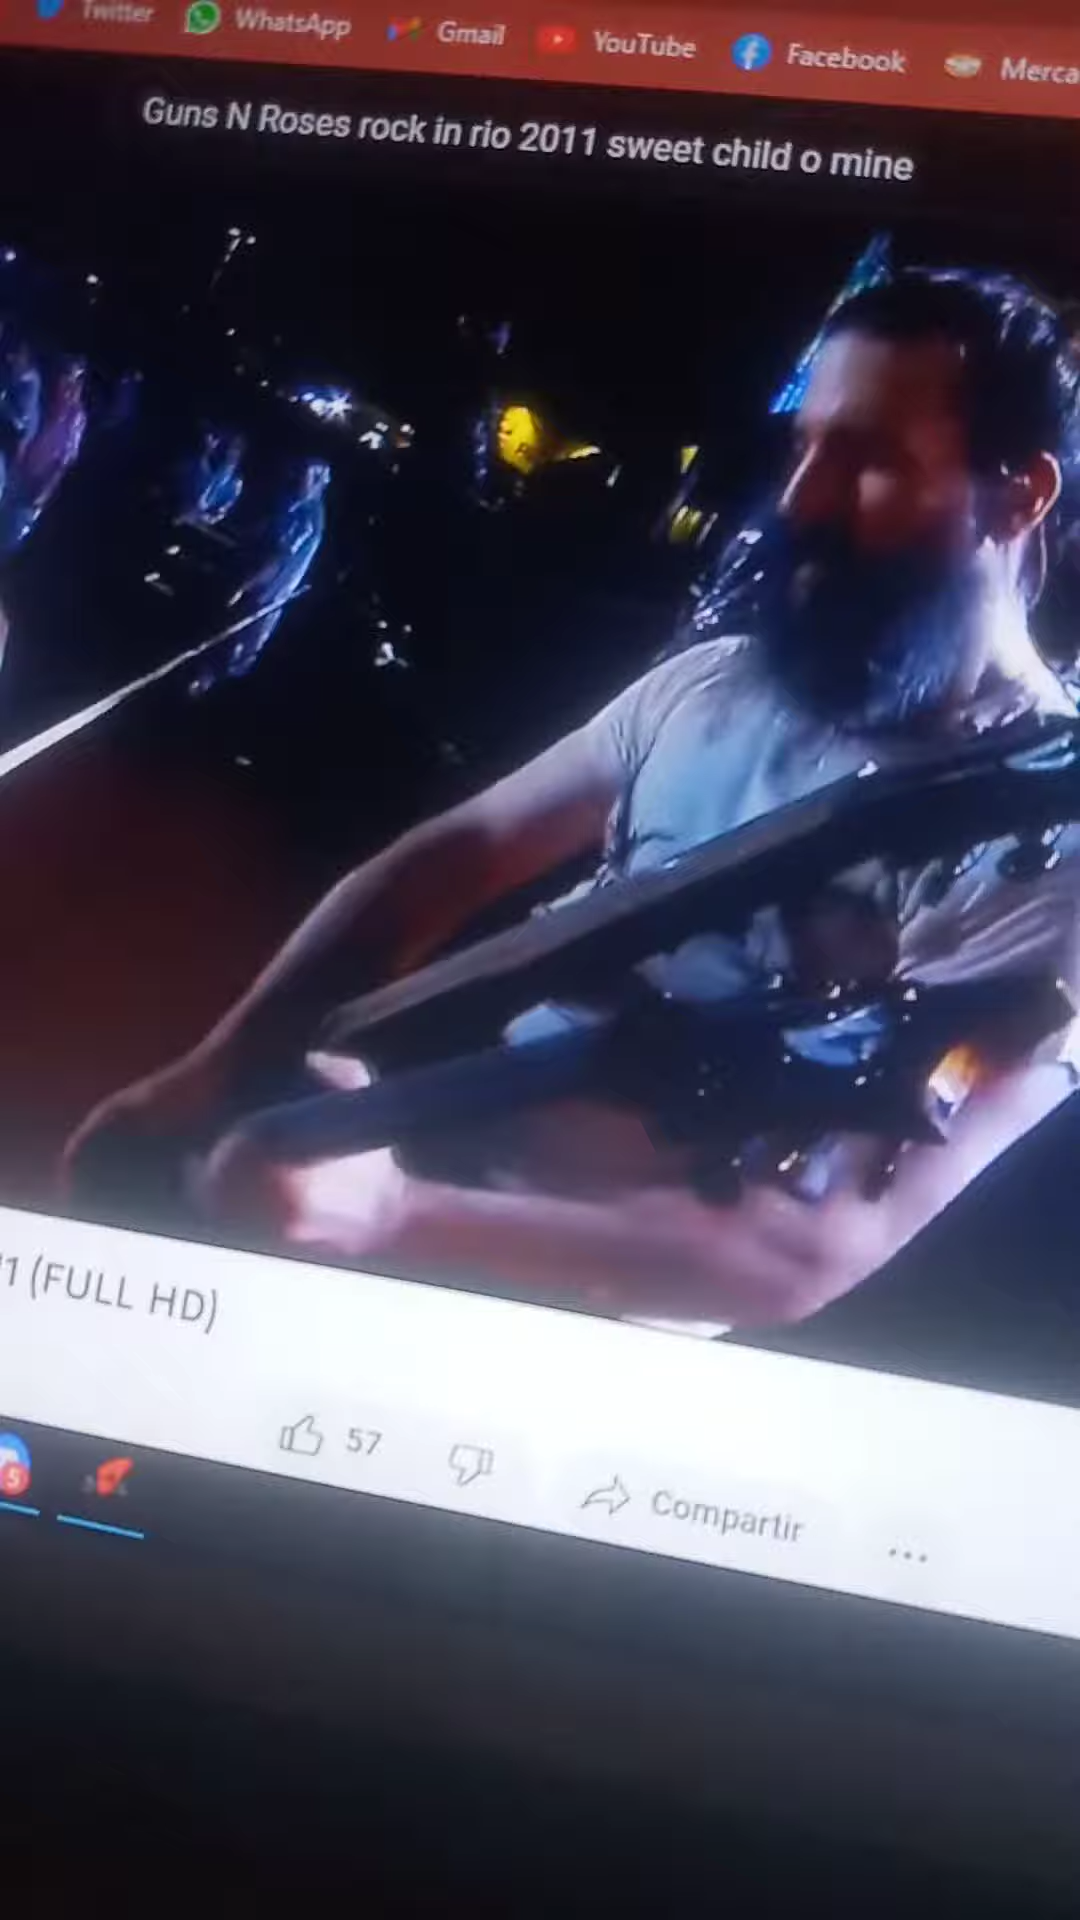 Twitter WhatsApp Gmail YouTube Facebook Merca
Guns N Roses rock in rio 2011 sweet child o mine
1 (FULL HD)
57 Compartir ...
5